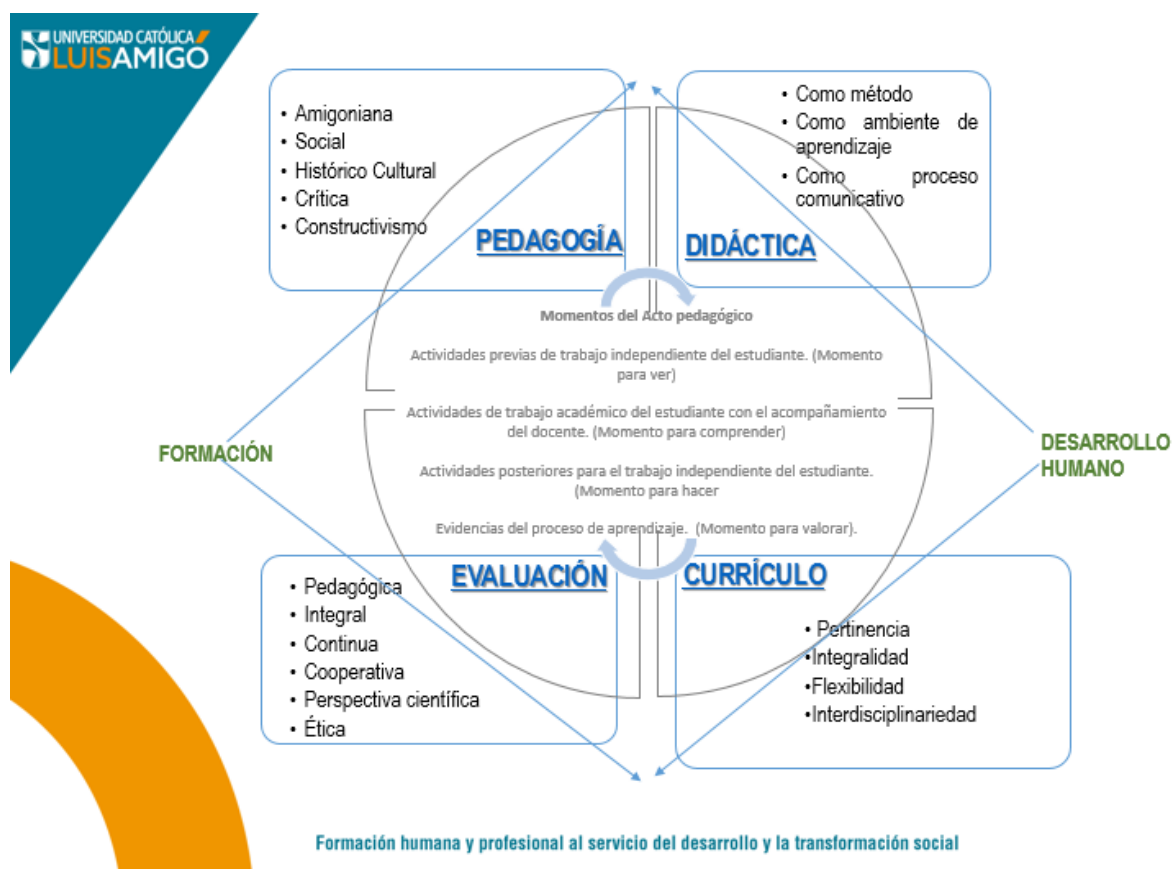 UNIVERSIDAD CATÓLICA
LUIS AMIGÓ
• Amigoniana
• Social
• Histórico Cultural
• Crítica
• Constructivismo
PEDAGOGÍA
• Como método
• Como ambiente de
aprendizaje
• Como proceso
comunicativo
DIDÁCTICA
Momentos del Acto pedagógico
Actividades previas de trabajo independiente del estudiante. (Momento
para ver)
Actividades de trabajo académico del estudiante con el acompañamiento
del docente. (Momento para comprender)
Actividades posteriores para el trabajo independiente del estudiante.
(Momento para hacer
Evidencias del proceso de aprendizaje. (Momento para valorar).
FORMACIÓN
DESARROLLO
HUMANO
EVALUACIÓN
• Pedagógica
• Integral
• Continua
• Cooperativa
• Perspectiva científica
• Ética
CURRÍCULO
• Pertinencia
•Integralidad
•Flexibilidad
•Interdisciplinariedad
Formación humana y profesional al servicio del desarrollo y la transformación social